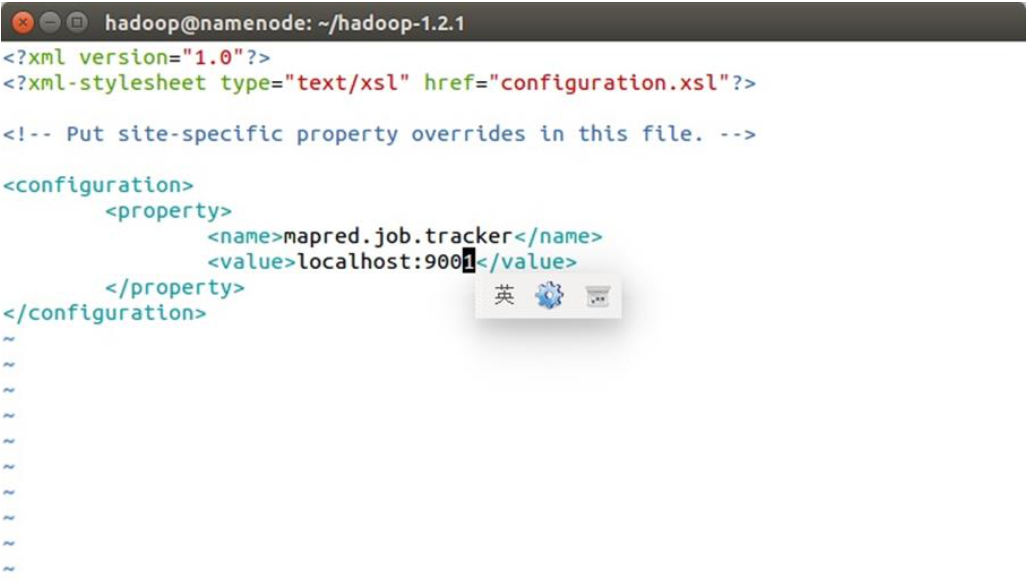 hadoop@namenode: ~/hadoop-1.2.1
<?xml version="1.0"?>
<?xml-stylesheet type="text/xsl" href="configuration.xsl"?>
<!-- Put site-specific property overrides in this file. -->
<configuration>
        <property>
                <name>mapred.job.tracker</name>
                <value>localhost:9001</value>
        </property>
英
</configuration>
~
~
~
~
~
~
~
~
~
~